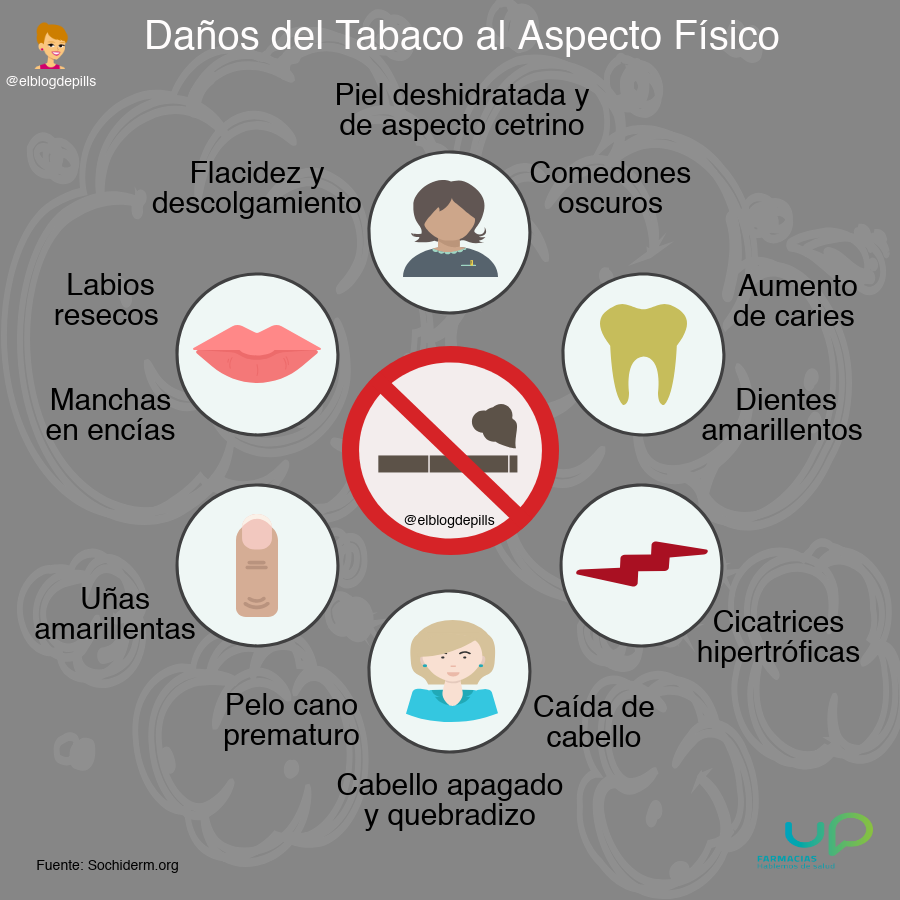 Daños del Tabaco al Aspecto Físico
@elblogdepills
Piel deshidratada y
de aspecto cetrino
Flacidez y
descolgamiento
Comedones
oscuros
Labios
resecos
Aumento
de caries
Manchas
en encías
Dientes
amarillentos
@elblogdepills
Uñas
amarillentas
Cicatrices
hipertróficas
Pelo cano
prematuro
Caída de
cabello
Cabello apagado
y quebradizo
Fuente: Sochiderm.org
up
FARMACIAS